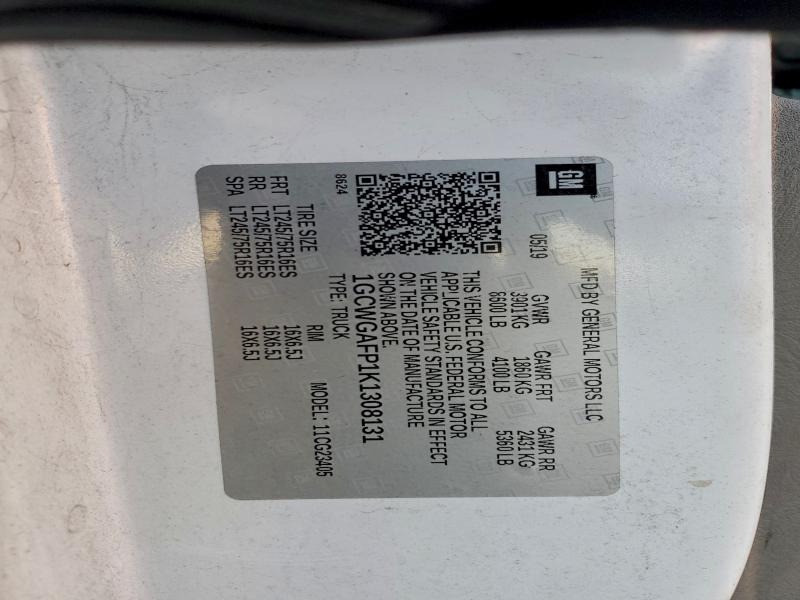 GM
MFD BY GENERAL MOTORS LLC
05/19
GVWR GAWR FRT GAWR RR
3901 KG 1860 KG 2431 KG
8600 LB 4100 LB 5360 LB
THIS VEHICLE CONFORMS TO ALL
APPLICABLE U.S. FEDERAL MOTOR
VEHICLE SAFETY STANDARDS IN EFFECT
ON THE DATE OF MANUFACTURE
SHOWN ABOVE.
1GCWGAFP1K1308131
8624
TYPE: TRUCK MODEL: 11 CG23405
TIRE SIZE RIM
FRT LT245/75R16ES 16X6.5J
RR LT245/75R16ES 16X6.5J
SPA LT245/75R16ES 16X6.5J